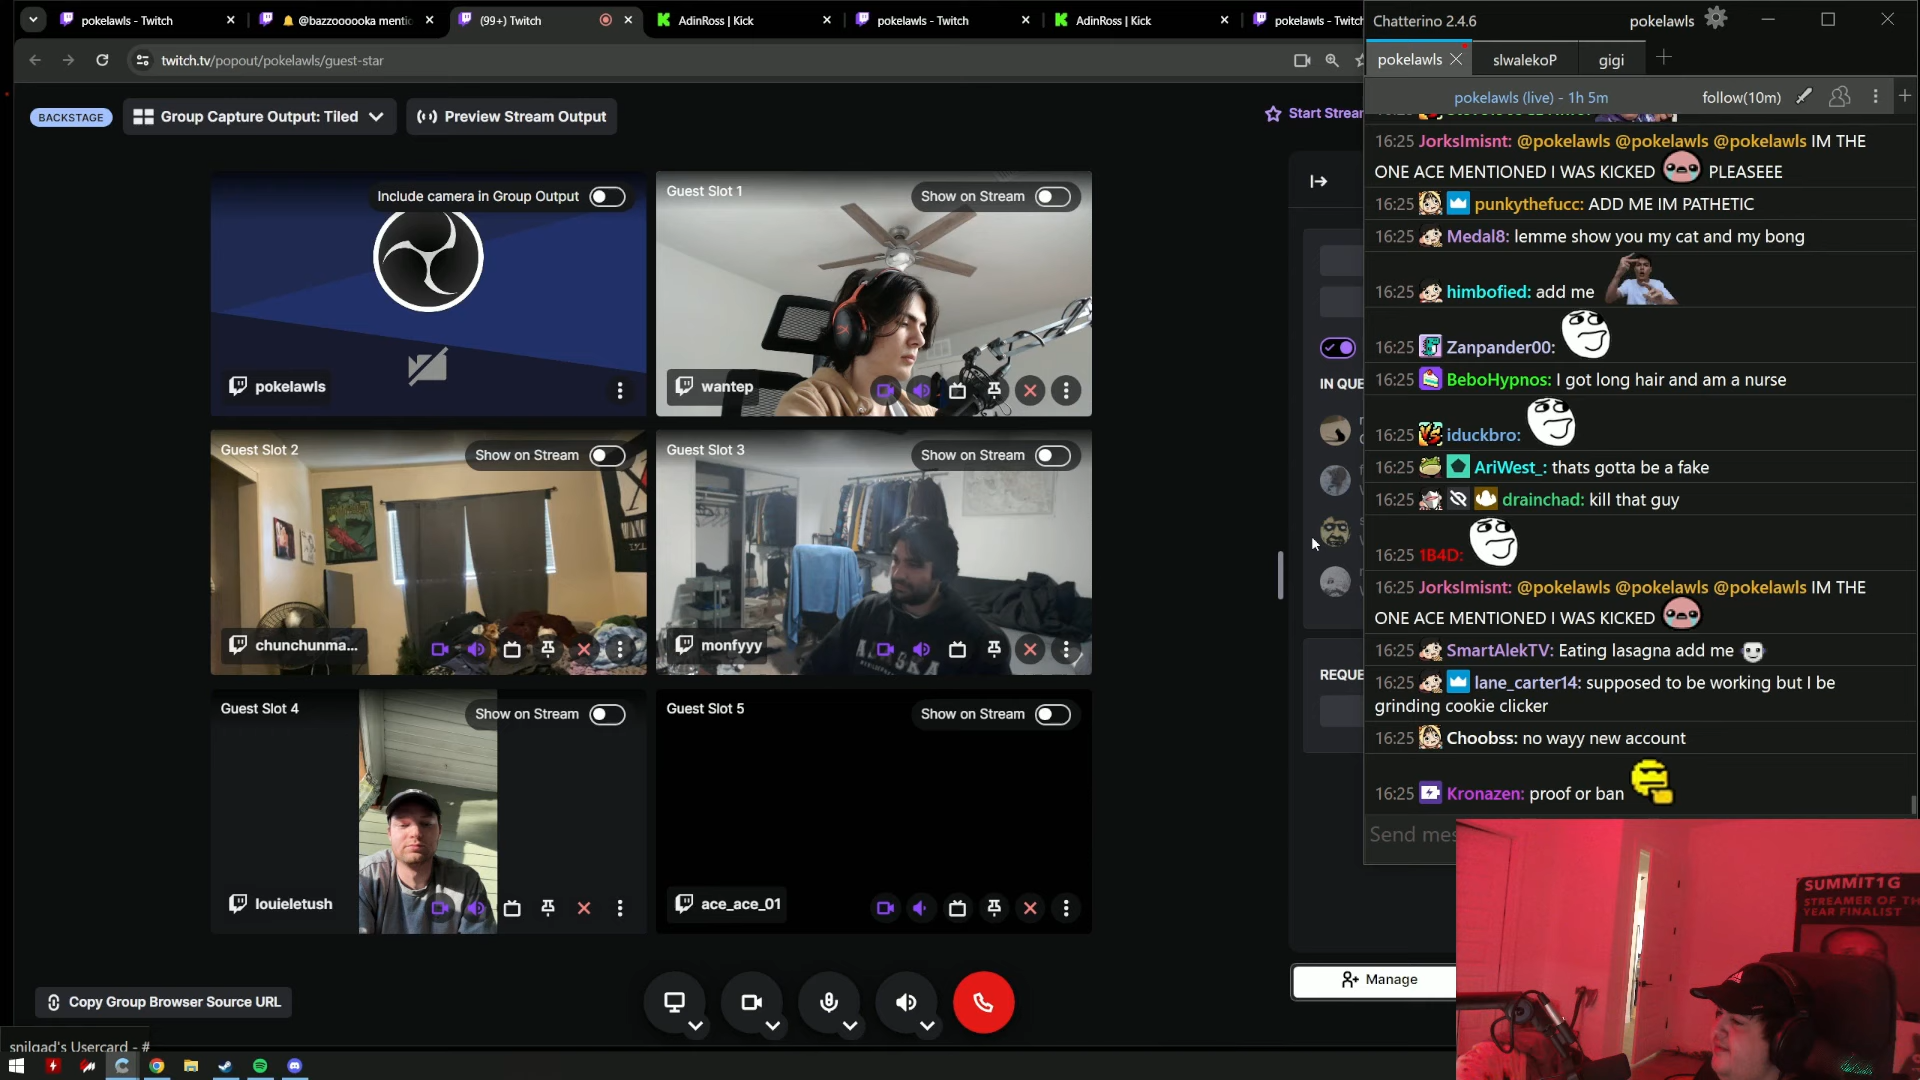 pokelawls - Twitch
@bazzoooooka mentic
(99+) Twitch
AdinRoss | Kick
pokelawls - Twitch
AdinRoss | Kick
pokelawls - Twitch
twitch.tv/popout/pokelawls/guest-star
BACKSTAGE
Group Capture Output: Tiled
Preview Stream Output
Start Strear
Include camera in Group Output
pokelawls
Guest Slot 1
Show on Stream
wantep
Guest Slot 2
Show on Stream
chunchunma...
Guest Slot 3
Show on Stream
monfyyy
Guest Slot 4
Show on Stream
louieletush
Guest Slot 5
Show on Stream
ace_ace_01
IN QUE
REQUE
Manage
Copy Group Browser Source URL
snilgad's Usercard - #
Chatterino 2.4.6
pokelawls
pokelawls
slwalekoP
gigi
pokelawls (live) - 1h 5m
follow(10m)
16:25 JorksImisnt: @pokelawls @pokelawls @pokelawls IM THE
ONE ACE MENTIONED I WAS KICKED PLEASEEE
16:25 punkythefucc: ADD ME IM PATHETIC
16:25 Medal8: lemme show you my cat and my bong
16:25 himbofied: add me
16:25 Zanpander00:
16:25 BeboHypnos: I got long hair and am a nurse
16:25 iduckbro:
16:25 AriWest_: thats gotta be a fake
16:25 drainchad: kill that guy
16:25 1B4D:
16:25 JorksImisnt: @pokelawls @pokelawls @pokelawls IM THE
ONE ACE MENTIONED I WAS KICKED
16:25 SmartAlekTV: Eating lasagna add me
16:25 lane_carter14: supposed to be working but I be
grinding cookie clicker
16:25 Choobss: no wayy new account
16:25 Kronazen: proof or ban
Send mes
SUMMIT1G
STREAMER OF TH
YEAR FINALIST